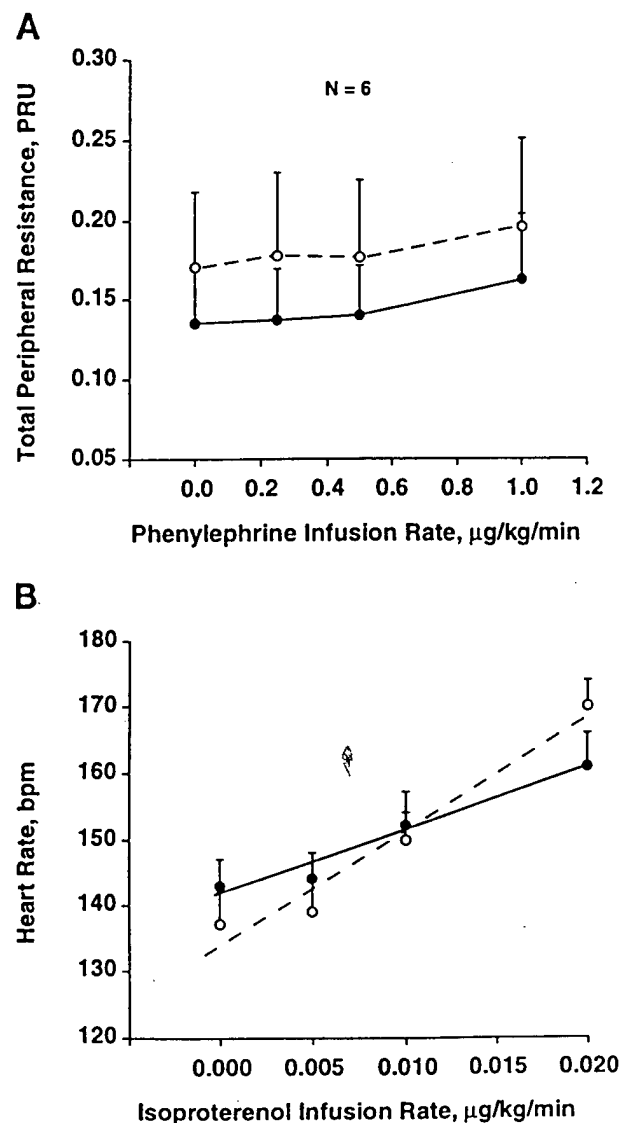 A
Total Peripheral Resistance, PRU
0.30
0.25
0.20
0.15
0.10
0.05
N = 6
0.0 0.2 0.4 0.6 0.8 1.0 1.2
Phenylephrine Infusion Rate, μg/kg/min
B
Heart Rate, bpm
180
170
160
150
140
130
120
0.000 0.005 0.010 0.015 0.020
Isoproterenol Infusion Rate, μg/kg/min